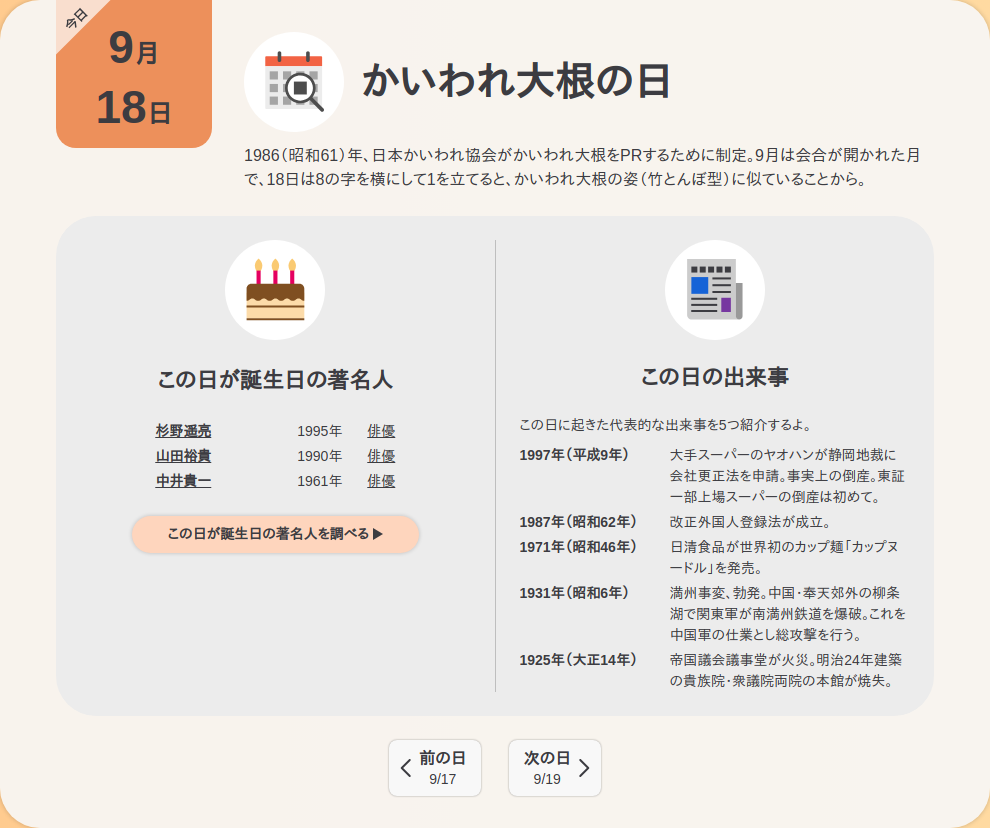 今日
9月
18日
かいわれ大根の日
1986（昭和61）年、日本かいわれ協会がかいわれ大根をPRするために制定。9月は会合が開かれた月
で、18日は8の字を横にして1を立てると、かいわれ大根の姿（竹とんぼ型）に似ていることから。
この日が誕生日の著名人
杉野遥亮 1995年 俳優
山田裕貴 1990年 俳優
中井貴一 1961年 俳優
この日が誕生日の著名人を調べる▶
この日の出来事
この日に起きた代表的な出来事を5つ紹介するよ。
1997年（平成9年） 大手スーパーのヤオハンが静岡地裁に
会社更正法を申請。事実上の倒産。東証
一部上場スーパーの倒産は初めて。
1987年（昭和62年） 改正外国人登録法が成立。
1971年（昭和46年） 日清食品が世界初のカップ麺「カップヌ
ードル」を発売。
1931年（昭和6年） 満州事変、勃発。中国･奉天郊外の柳条
湖で関東軍が南満州鉄道を爆破。これを
中国軍の仕業とし総攻撃を行う。
1925年（大正14年） 帝国議会議事堂が火災。明治24年建築
の貴族院･衆議院両院の本館が焼失。
前の日
9/17
次の日
9/19